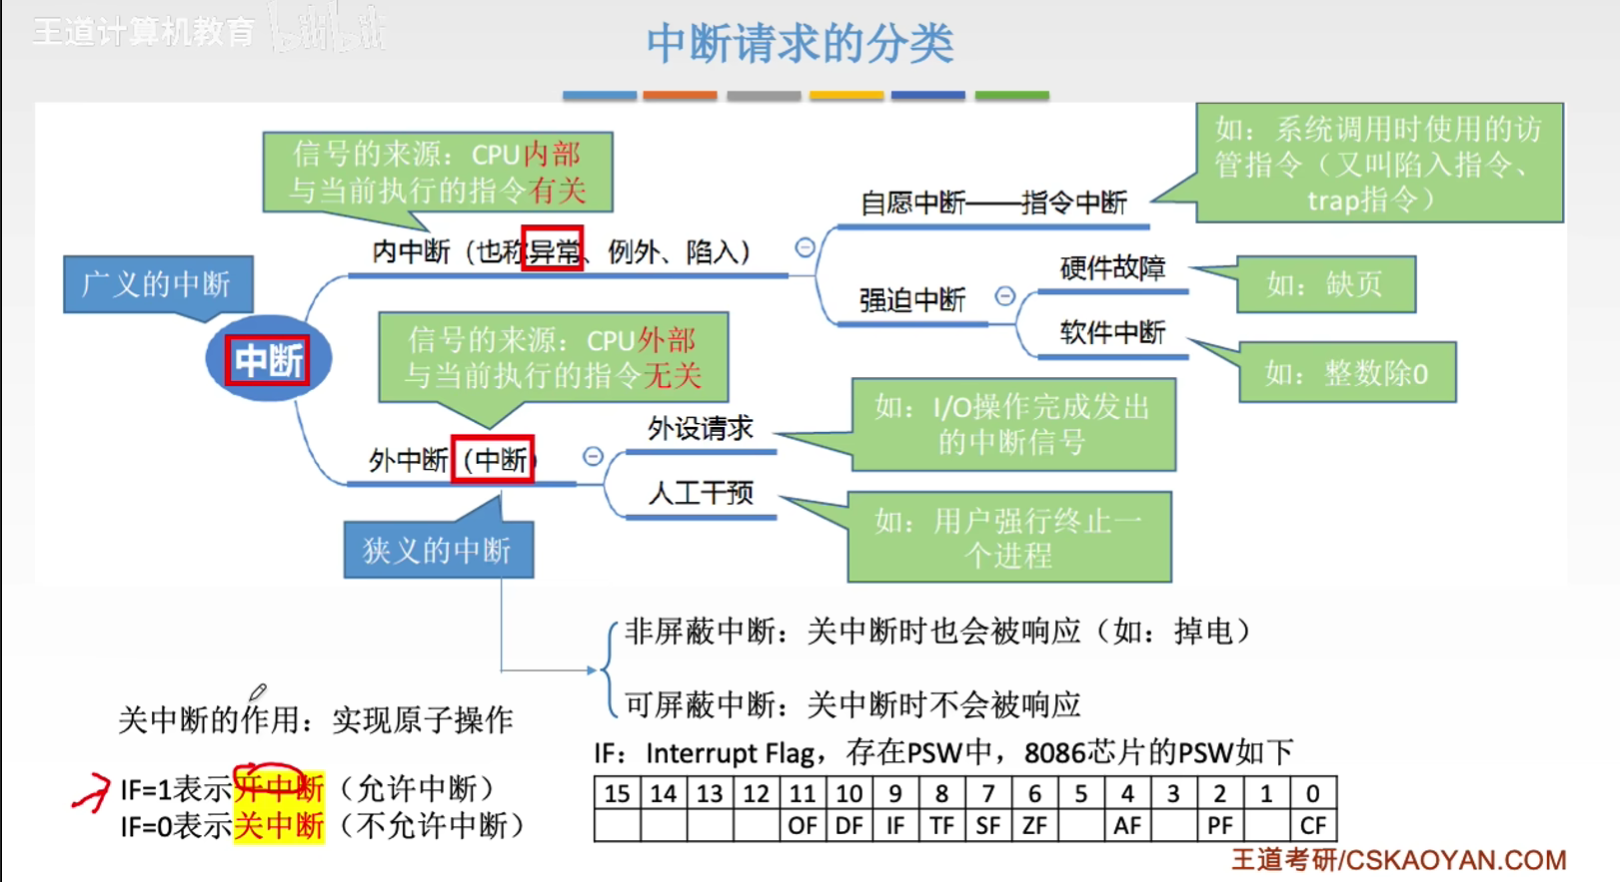 王道计算机教育 bilibili
中断请求的分类
信号的来源：CPU内部
与当前执行的指令有关
如：系统调用时使用的访
管指令（又叫陷入指令、
trap指令）
自愿中断——指令中断
内中断（也称异常、例外、陷入）
广义的中断
硬件故障
如：缺页
强迫中断
软件中断
如：整数除0
中断
信号的来源：CPU外部
与当前执行的指令无关
外设请求
如：I/O操作完成发出
的中断信号
外中断（中断）
人工干预
如：用户强行终止一
个进程
狭义的中断
非屏蔽中断：关中断时也会被响应（如：掉电）
可屏蔽中断：关中断时不会被响应
关中断的作用：实现原子操作
IF=1表示开中断（允许中断）
IF=0表示关中断（不允许中断）
IF：Interrupt Flag，存在PSW中，8086芯片的PSW如下
15 14 13 12 11 10 9 8 7 6 5 4 3 2 1 0
OF DF IF TF SF ZF AF PF CF
王道考研/CSKAOYAN.COM